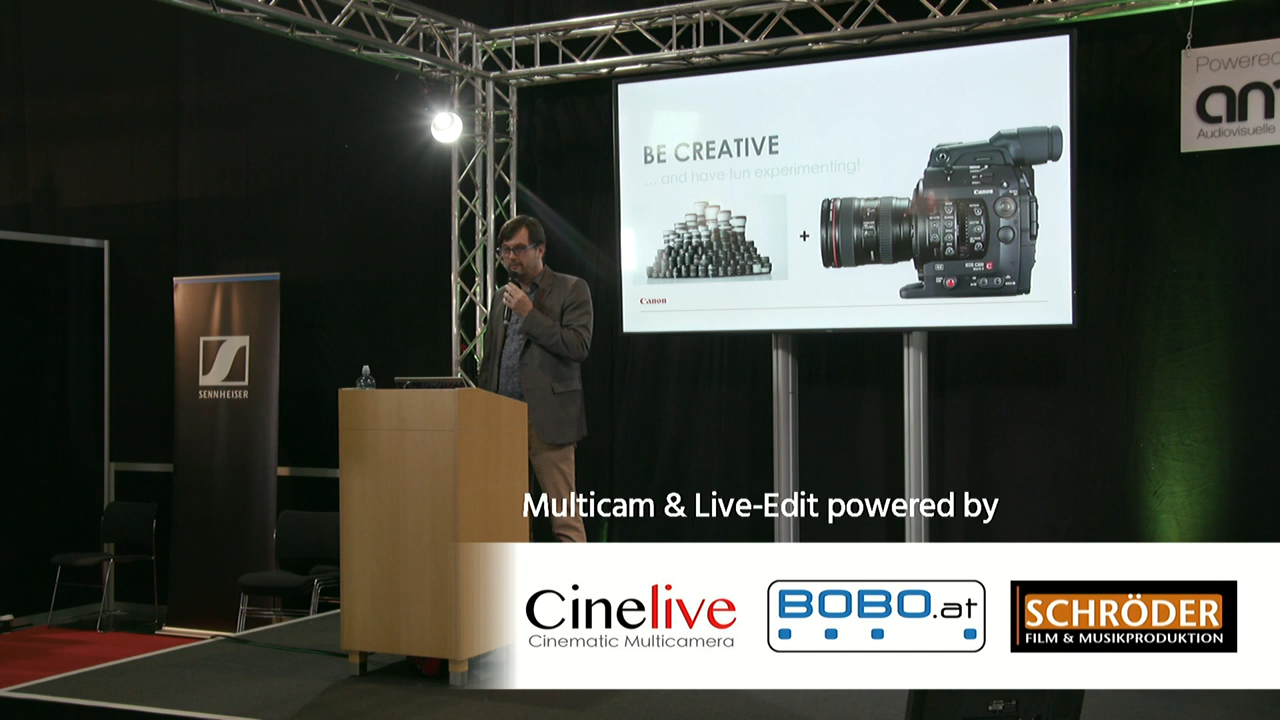 Powered
an
Audiovisuelle
BE CREATIVE
... and have fun experimenting!
+
Canon
Canon
SENNHEISER
Multicam & Live-Edit powered by
Cinelive
Cinematic Multicamera
BOBO.at
SCHRÖDER
FILM & MUSIKPRODUKTION